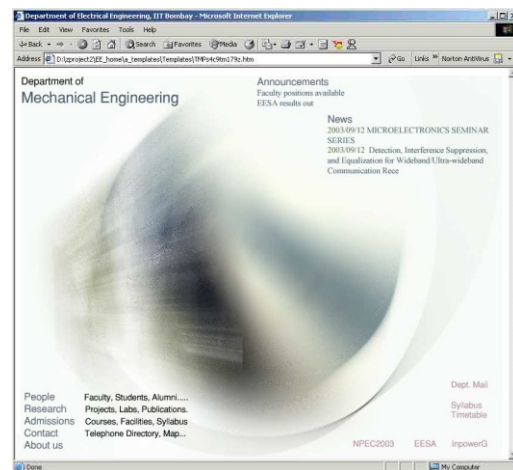 Department of Electrical Engineering, IIT Bombay - Microsoft Internet Explorer
File Edit View Favorites Tools Help
Back Search Favorites Media
Address D:\zproject2\EE_home\a_templates\Templates\TMPs4c9tm179z.htm Go Links » Norton AntiVirus
Department of
Mechanical Engineering
Announcements
Faculty positions available
EESA results out
News
2003/09/12 MICROELECTRONICS SEMINAR
SERIES
2003/09/12 Detection, Interference Suppression,
and Equalization for Wideband/Ultra-wideband
Communication Rece
People Faculty, Students, Alumni.....
Research Projects, Labs, Publications.
Admissions Courses, Facilities, Syllabus
Contact Telephone Directory, Map...
About us
Dept. Mail
Syllabus
Timetable
NPEC2003 EESA InpowerG
Done My Computer